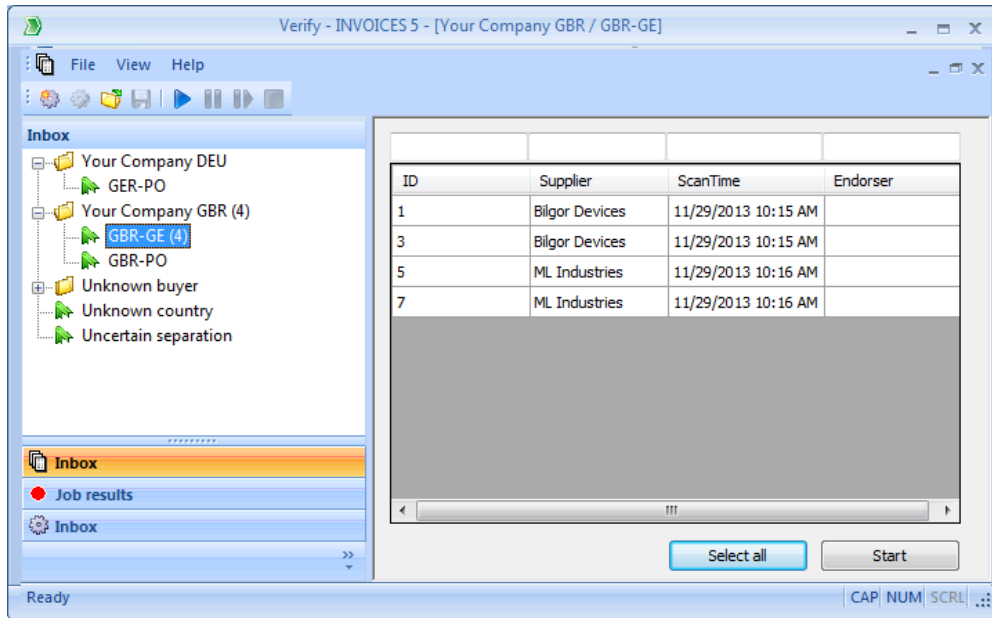 Verify - INVOICES 5 - [Your Company GBR / GBR-GE]
File View Help
Inbox
Your Company DEU
GER-PO
Your Company GBR (4)
GBR-GE (4)
GBR-PO
Unknown buyer
Unknown country
Uncertain separation
Inbox
Job results
Inbox
ID Supplier ScanTime Endorser
1 Bilgor Devices 11/29/2013 10:15 AM
3 Bilgor Devices 11/29/2013 10:15 AM
5 ML Industries 11/29/2013 10:16 AM
7 ML Industries 11/29/2013 10:16 AM
Select all Start
Ready CAP NUM SCRL